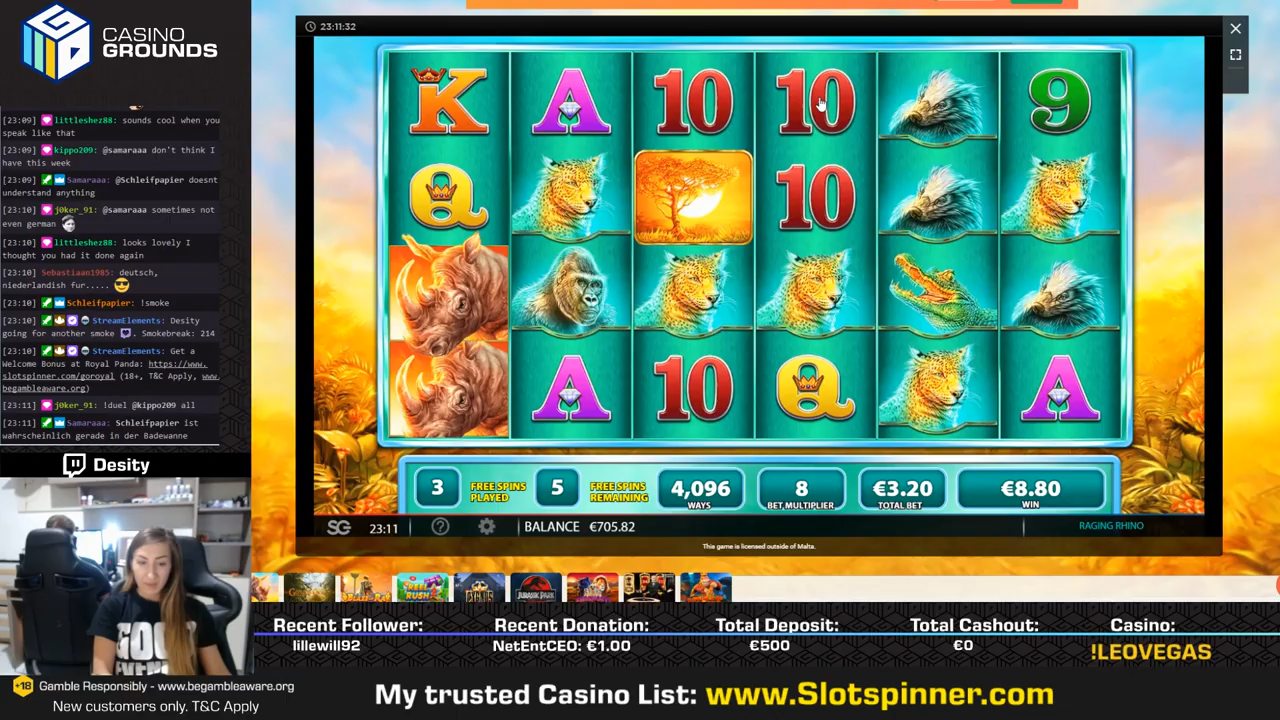 CASINO
GROUNDS
[23:09] littleshez88: sounds cool when you
speak like that
[23:09] kippo209: @samaraaa don't think I
have this week
[23:09] Samaraaa: @Schleifpapier doesnt
understand anything
[23:10] j0ker_91: @samaraaa sometimes not
even german
[23:10] littleshez88: looks lovely I
thought you had it done again
[23:10] Sebastiaan1985: deutsch,
niederlandish fur.....
[23:10] Schleifpapier: !smoke
[23:10] StreamElements: Desity
going for another smoke . Smokebreak: 214
[23:10] StreamElements: Get a
Welcome Bonus at Royal Panda: https://www.
slotspinner.com/goroyal (18+, T&C Apply, www.
begambleaware.org)
[23:11] j0ker_91: !duel @kippo209 all
[23:11] Samaraaa: Schleifpapier ist
wahrscheinlich gerade in der Badewanne
Desity
23:11:32
K A 10 10 9
Q 10
A 10 Q A
3 FREE SPINS PLAYED 5 FREE SPINS REMAINING 4,096 8 €3.20 €8.80
WAYS BET MULTIPLIER TOTAL BET WIN
SG 23:11 BALANCE €705.82 RAGING RHINO
This game is licensed outside of Malta.
JURASSIC PARK
GOOD
Recent Follower: Recent Donation: Total Deposit: Total Cashout: Casino:
lillewill92 NetEntCEO: €1.00 €500 €0 !LEOVEGAS
+18 Gamble Responsibly - www.begambleaware.org
New customers only. T&C Apply
My trusted Casino List: www.Slotspinner.com